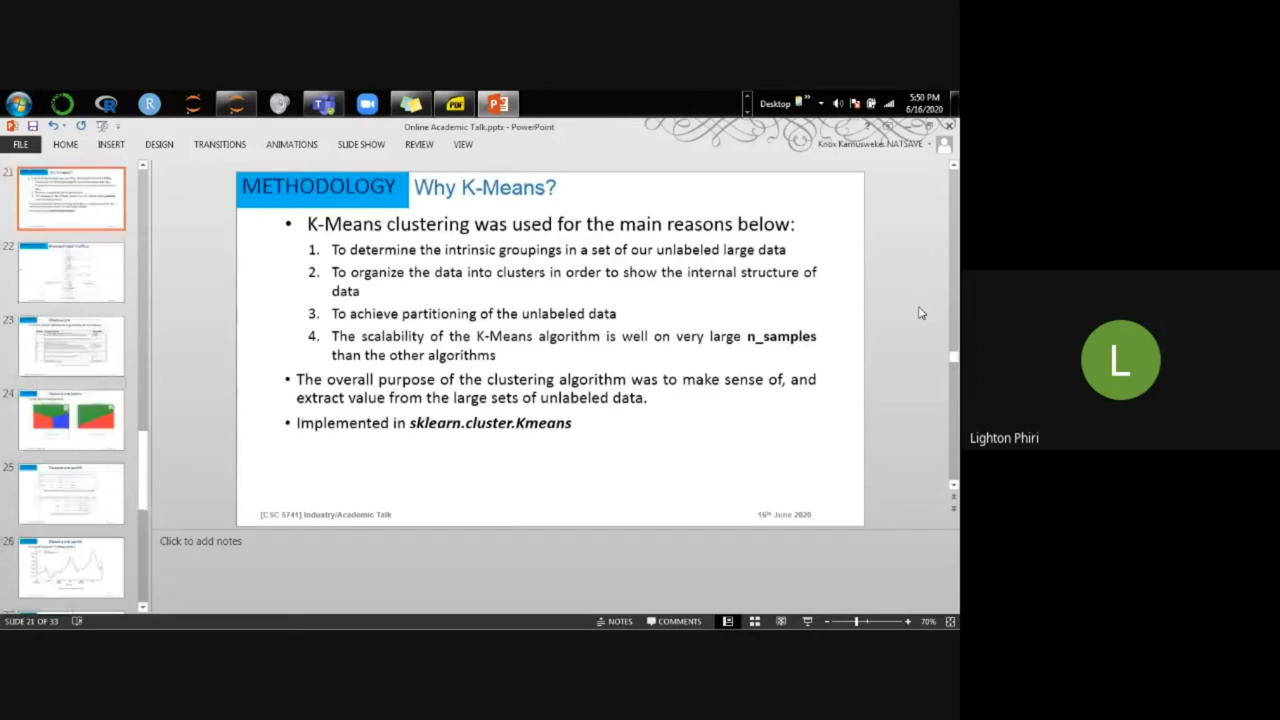 Desktop
»
5:50 PM
6/16/2020
Online Academic Talk.pptx - PowerPoint
FILE HOME INSERT DESIGN TRANSITIONS ANIMATIONS SLIDE SHOW REVIEW VIEW
Knox Kamusweke NATSAVE
21
22
23
24
25
26
METHODOLOGY Why K-Means?
• K-Means clustering was used for the main reasons below:
1. To determine the intrinsic groupings in a set of our unlabeled large data
2. To organize the data into clusters in order to show the internal structure of
data
3. To achieve partitioning of the unlabeled data
4. The scalability of the K-Means algorithm is well on very large n_samples
than the other algorithms
• The overall purpose of the clustering algorithm was to make sense of, and
extract value from the large sets of unlabeled data.
• Implemented in sklearn.cluster.Kmeans
[CSC 5741] Industry/Academic Talk
16th June 2020
Click to add notes
SLIDE 21 OF 33
NOTES COMMENTS 70%
L
Lighton Phiri